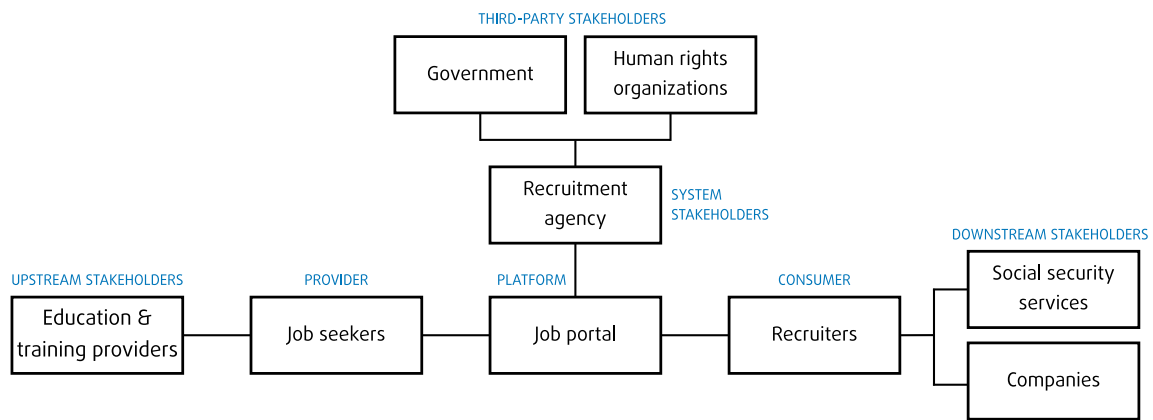 THIRD-PARTY STAKEHOLDERS
Government
Human rights
organizations
Recruitment
agency
SYSTEM
STAKEHOLDERS
DOWNSTREAM STAKEHOLDERS
UPSTREAM STAKEHOLDERS
PROVIDER
PLATFORM
CONSUMER
Education &
training providers
Job seekers
Job portal
Recruiters
Social security
services
Companies